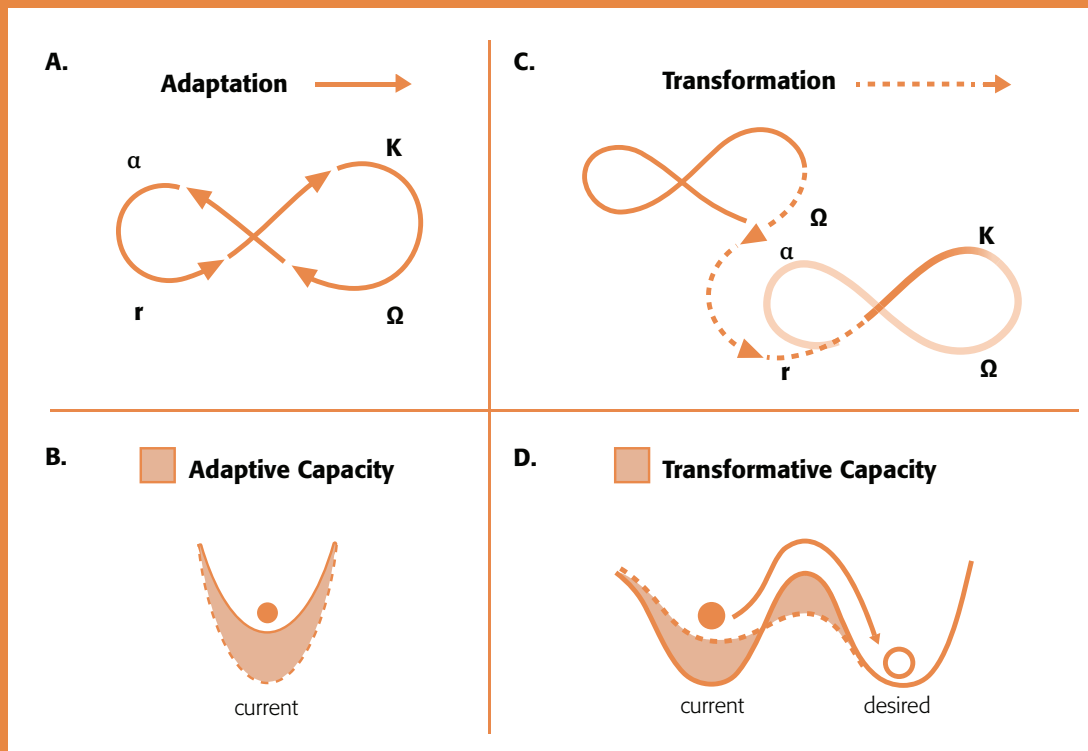 A.
Adaptation
α
K
r
Ω
C.
Transformation
Ω
α
K
r
Ω
B.
Adaptive Capacity
current
D.
Transformative Capacity
current
desired